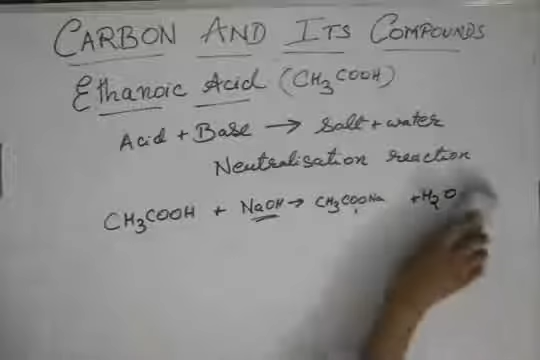 CARBON AND ITS COMPOUNDS
Ethanoic Acid (CH₃COOH)
Acid + Base → Salt + water
Neutralisation reaction
CH₃COOH + NaOH → CH₃COONa + H₂O